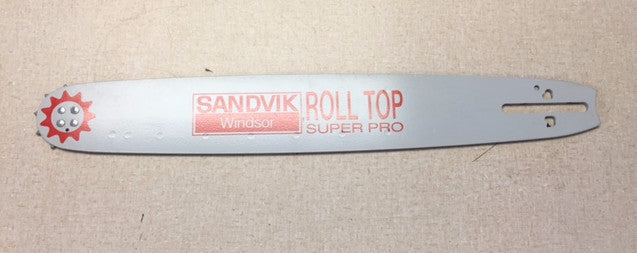 SANDVIK
Windsor
ROLL TOP
SUPER PRO